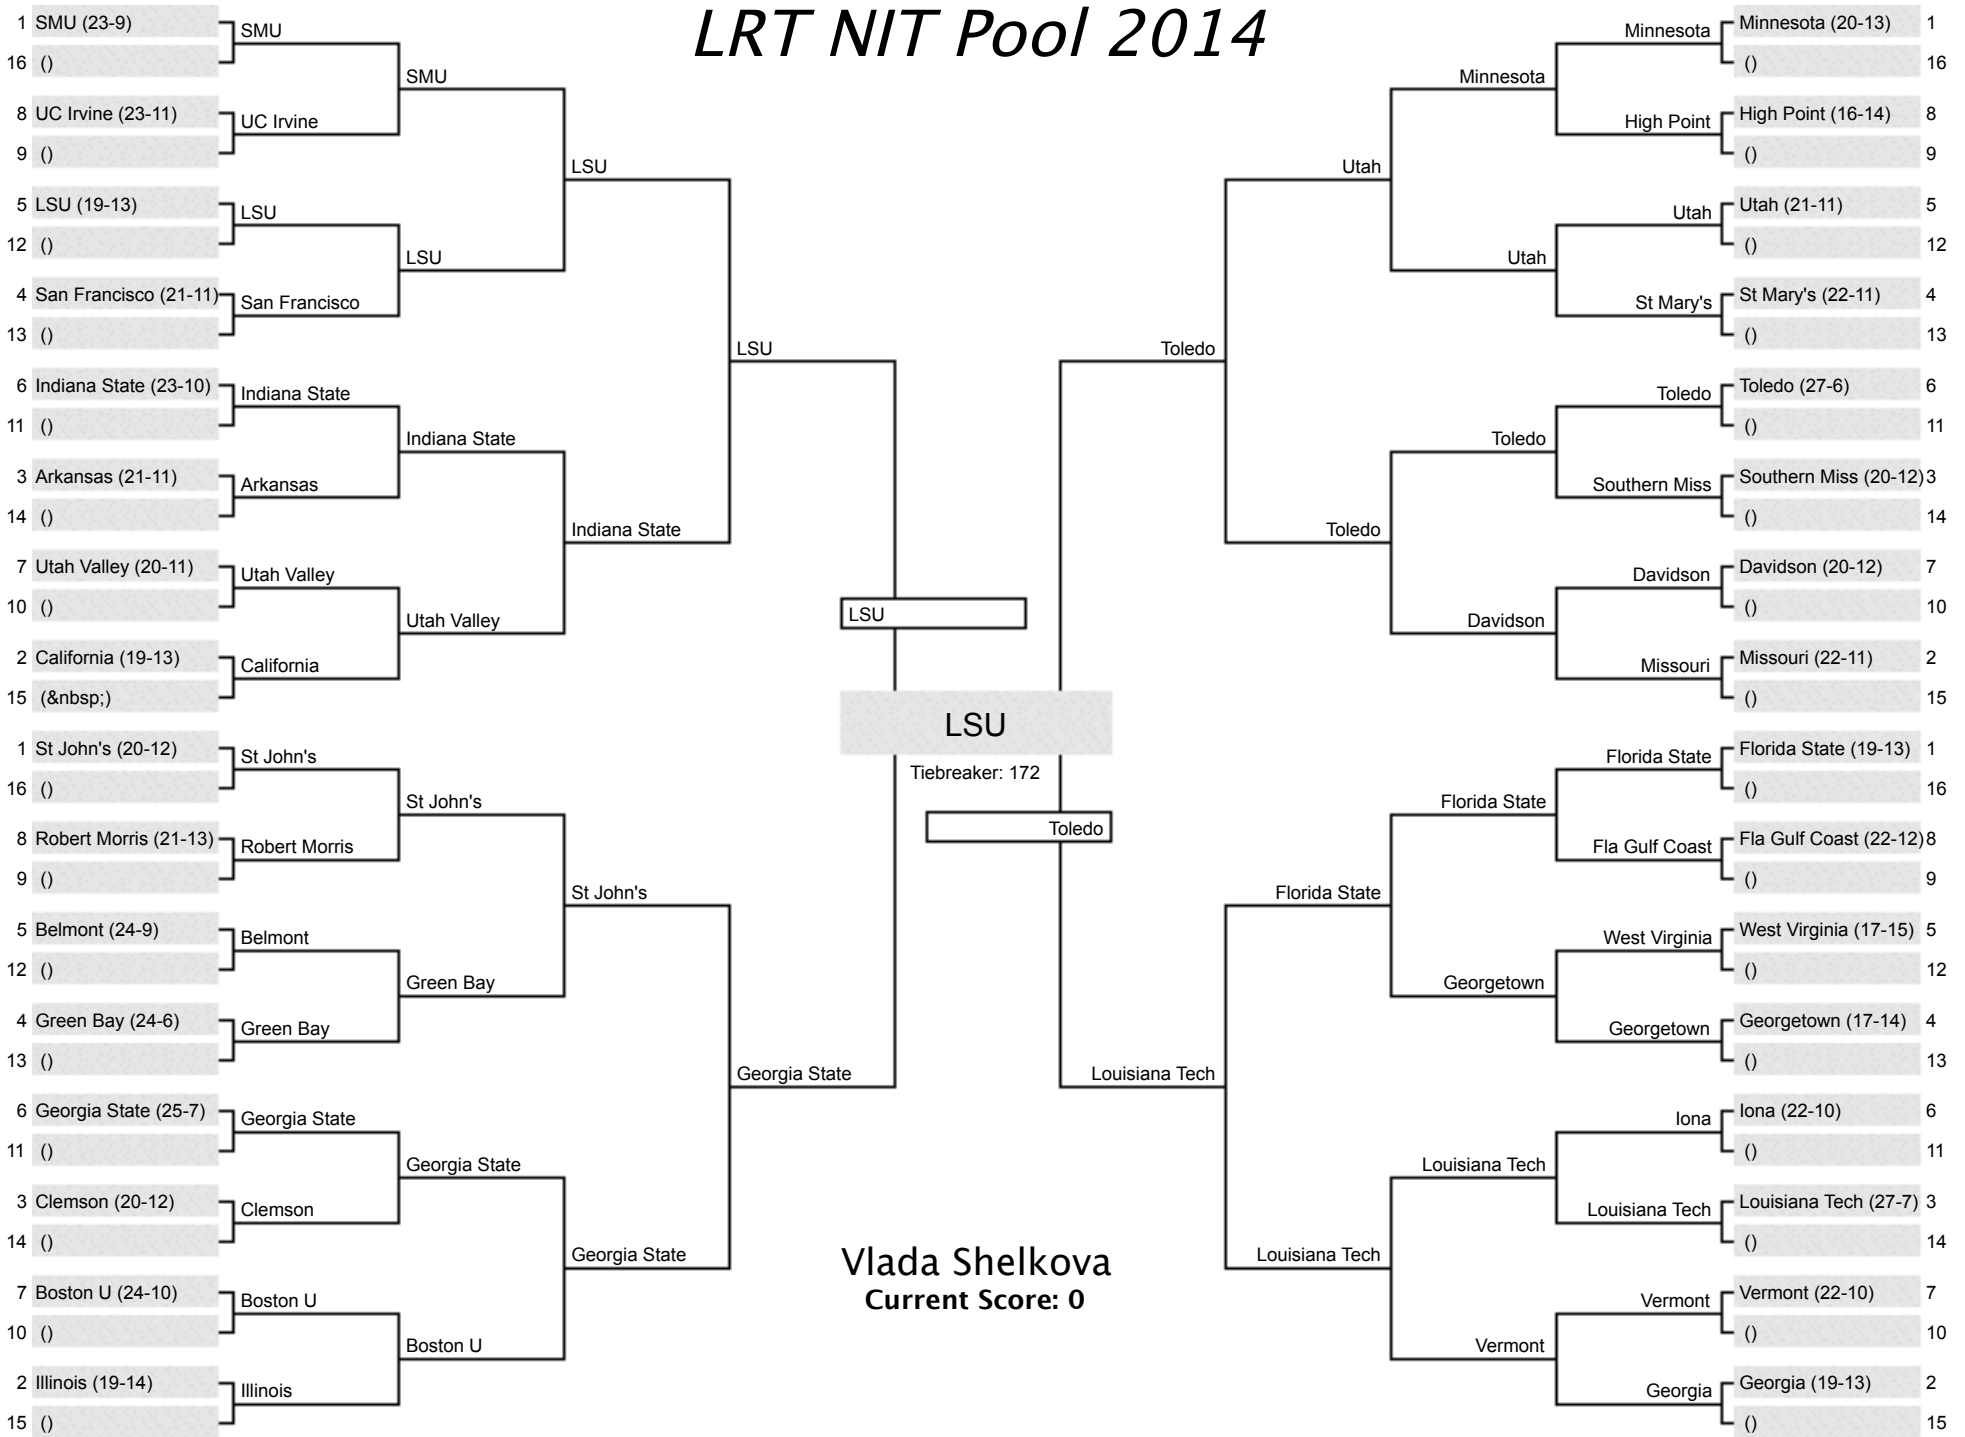 LRT NIT Pool 2014
1 SMU (23-9)
16 ()
8 UC Irvine (23-11)
9 ()
5 LSU (19-13)
12 ()
4 San Francisco (21-11)
13 ()
6 Indiana State (23-10)
11 ()
3 Arkansas (21-11)
14 ()
7 Utah Valley (20-11)
10 ()
2 California (19-13)
15 (&nbsp;)
1 St John's (20-12)
16 ()
8 Robert Morris (21-13)
9 ()
5 Belmont (24-9)
12 ()
4 Green Bay (24-6)
13 ()
6 Georgia State (25-7)
11 ()
3 Clemson (20-12)
14 ()
7 Boston U (24-10)
10 ()
2 Illinois (19-14)
15 ()
SMU
UC Irvine
LSU
San Francisco
Indiana State
Arkansas
Utah Valley
California
St John's
Robert Morris
Belmont
Green Bay
Georgia State
Clemson
Boston U
Illinois
SMU
LSU
Indiana State
Utah Valley
St John's
Green Bay
Georgia State
Boston U
LSU
Indiana State
St John's
Georgia State
LSU
Georgia State
LSU
LSU
Tiebreaker: 172
Toledo
Vlada Shelkova
Current Score: 0
Toledo
Louisiana Tech
Utah
Toledo
Florida State
Louisiana Tech
Minnesota
Utah
Toledo
Davidson
Florida State
Georgetown
Louisiana Tech
Vermont
Minnesota
High Point
Utah
St Mary's
Toledo
Southern Miss
Davidson
Missouri
Florida State
Fla Gulf Coast
West Virginia
Georgetown
Iona
Louisiana Tech
Vermont
Georgia
Minnesota (20-13) 1
() 16
High Point (16-14) 8
() 9
Utah (21-11) 5
() 12
St Mary's (22-11) 4
() 13
Toledo (27-6) 6
() 11
Southern Miss (20-12) 3
() 14
Davidson (20-12) 7
() 10
Missouri (22-11) 2
() 15
Florida State (19-13) 1
() 16
Fla Gulf Coast (22-12) 8
() 9
West Virginia (17-15) 5
() 12
Georgetown (17-14) 4
() 13
Iona (22-10) 6
() 11
Louisiana Tech (27-7) 3
() 14
Vermont (22-10) 7
() 10
Georgia (19-13) 2
() 15